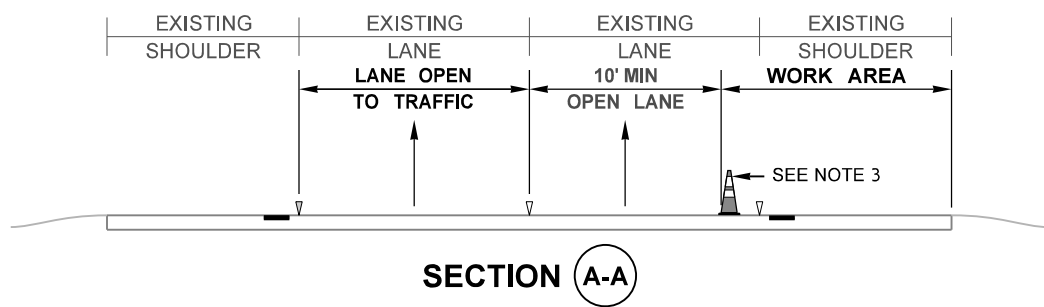 EXISTING EXISTING EXISTING EXISTING
SHOULDER LANE LANE SHOULDER
LANE OPEN 10' MIN WORK AREA
TO TRAFFIC OPEN LANE
SEE NOTE 3
SECTION A-A